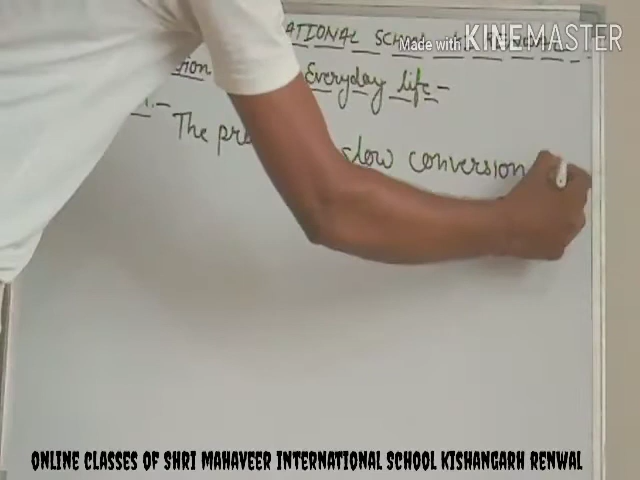 ATIONAL SCHOOL
Made with KINEMASTER
Everyday life -
The pr slow conversion
ONLINE CLASSES OF SHRI MAHAVEER INTERNATIONAL SCHOOL KISHANGARH RENWAL